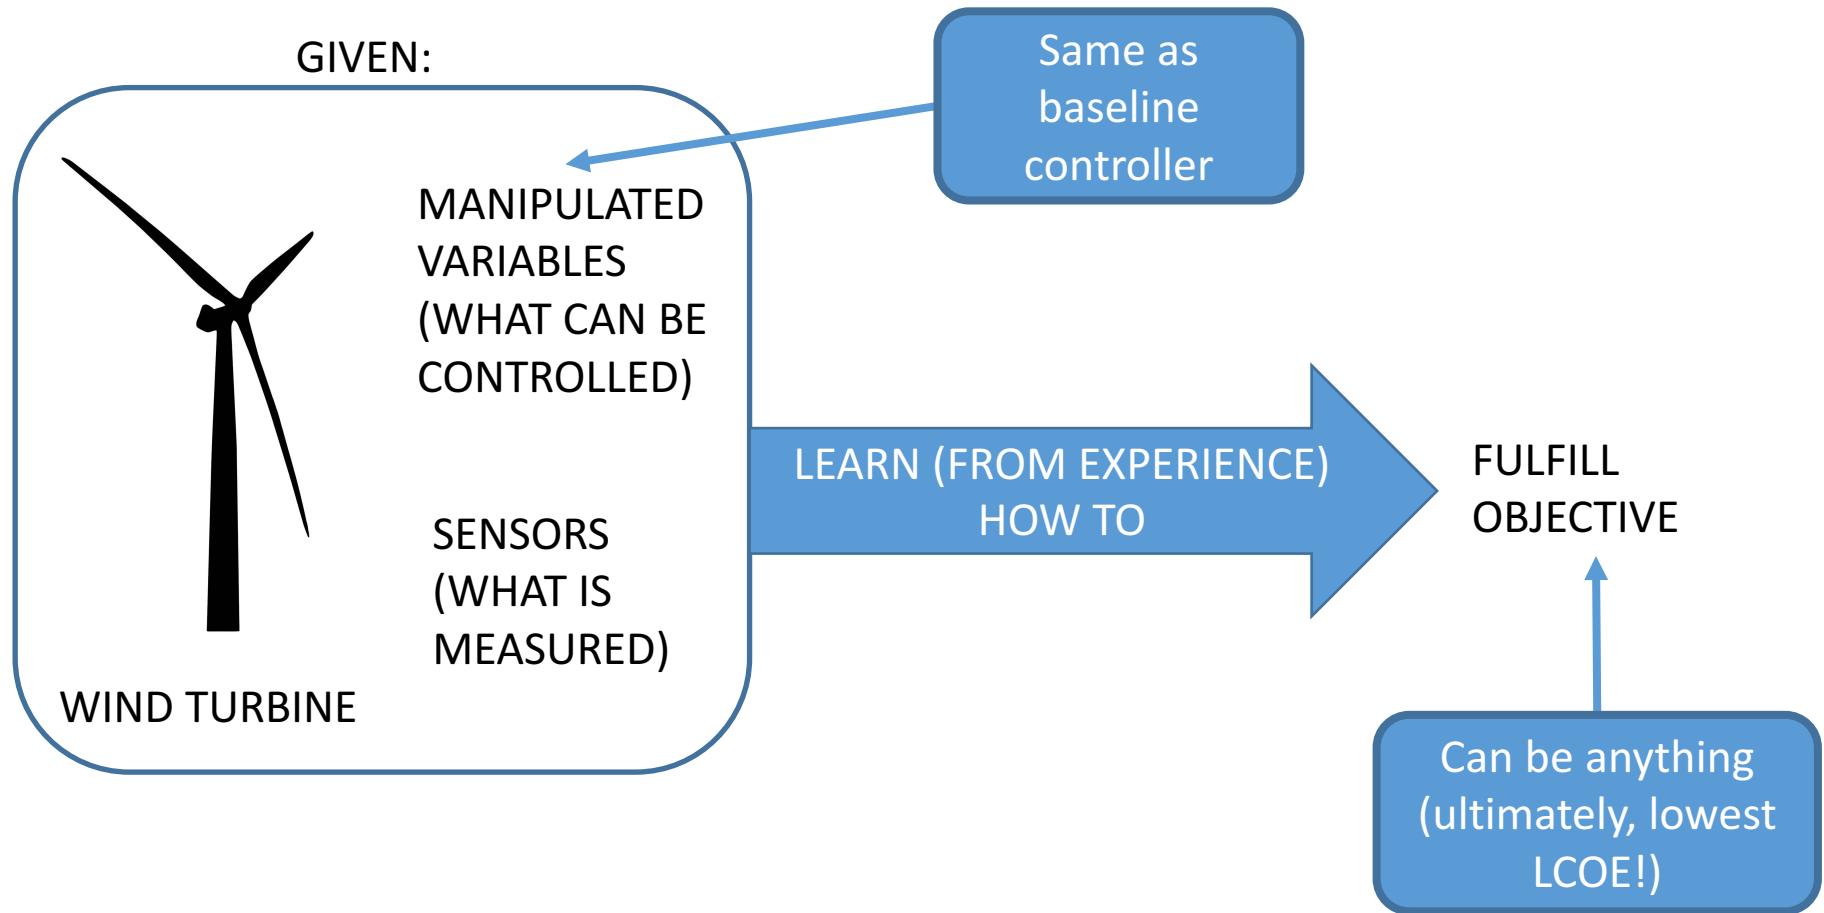 GIVEN:
Same as
baseline
controller
MANIPULATED
VARIABLES
(WHAT CAN BE
CONTROLLED)
SENSORS
(WHAT IS
MEASURED)
WIND TURBINE
LEARN (FROM EXPERIENCE)
HOW TO
FULFILL
OBJECTIVE
Can be anything
(ultimately, lowest
LCOE!)